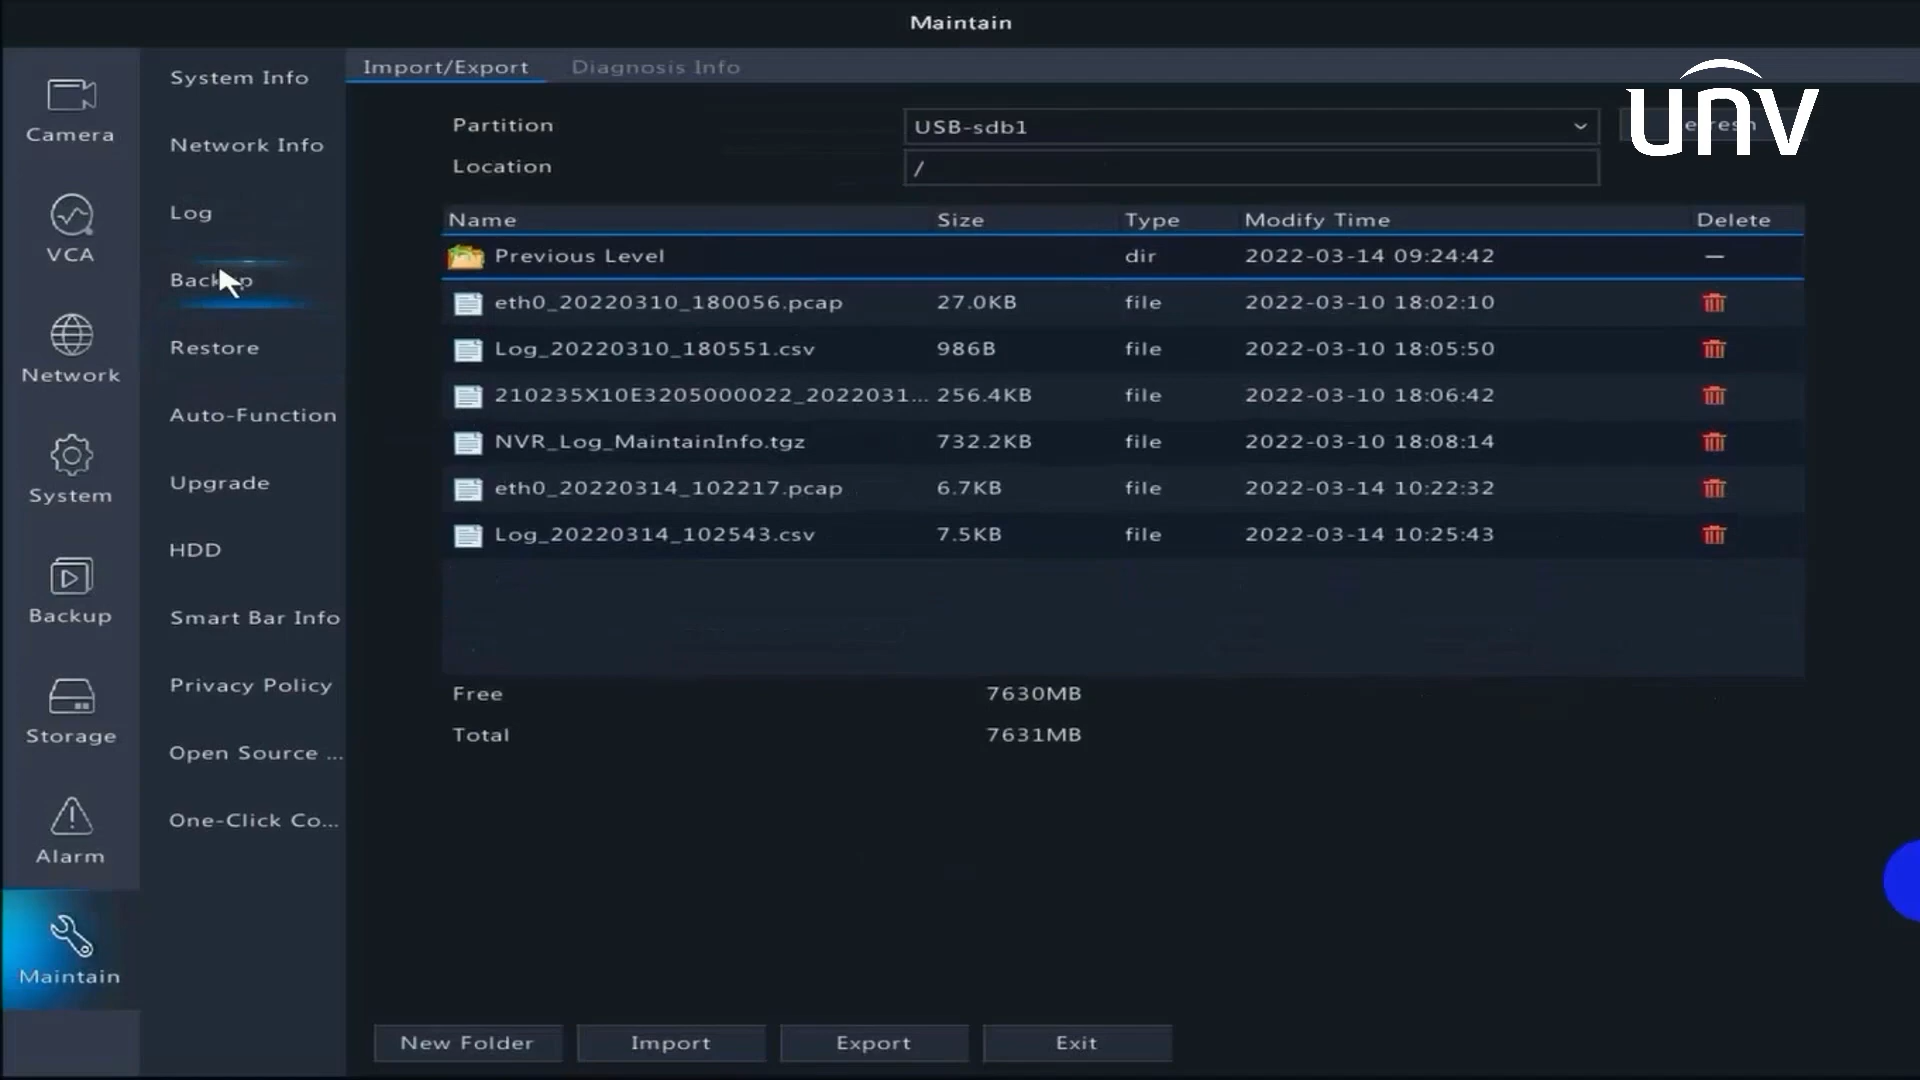 Maintain
Camera
VCA
Network
System
Backup
Storage
Alarm
Maintain
System Info
Network Info
Log
Backup
Restore
Auto-Function
Upgrade
HDD
Smart Bar Info
Privacy Policy
Open Source ...
One-Click Co...
Import/Export
Diagnosis Info
unv
Partition
USB-sdb1
Location
/
Name Size Type Modify Time Delete
Previous Level dir 2022-03-14 09:24:42 —
eth0_20220310_180056.pcap 27.0KB file 2022-03-10 18:02:10
Log_20220310_180551.csv 986B file 2022-03-10 18:05:50
210235X10E3205000022_2022031... 256.4KB file 2022-03-10 18:06:42
NVR_Log_MaintainInfo.tgz 732.2KB file 2022-03-10 18:08:14
eth0_20220314_102217.pcap 6.7KB file 2022-03-14 10:22:32
Log_20220314_102543.csv 7.5KB file 2022-03-14 10:25:43
Free 7630MB
Total 7631MB
New Folder
Import
Export
Exit